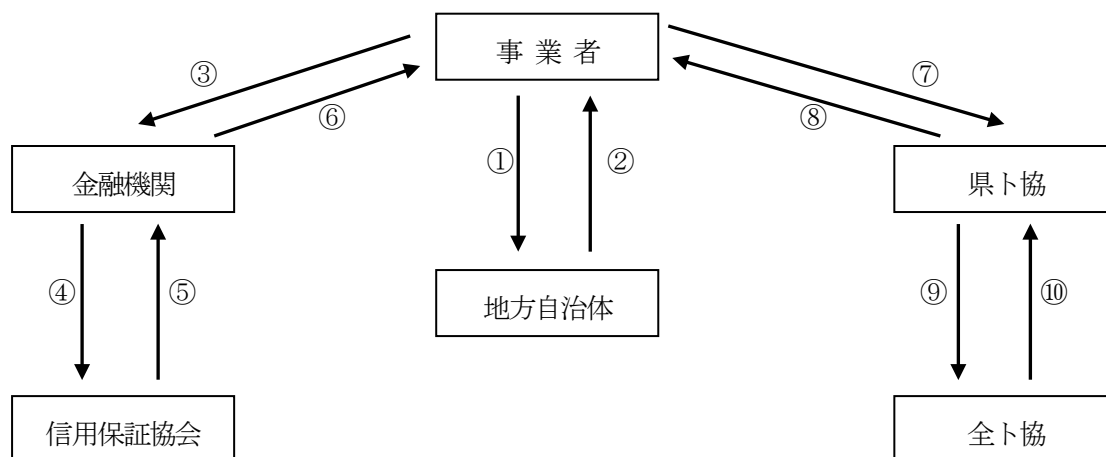 事 業 者
③
⑦
⑥
⑧
①
②
金融機関
県ト協
④
⑤
地方自治体
⑨
⑩
信用保証協会
全ト協